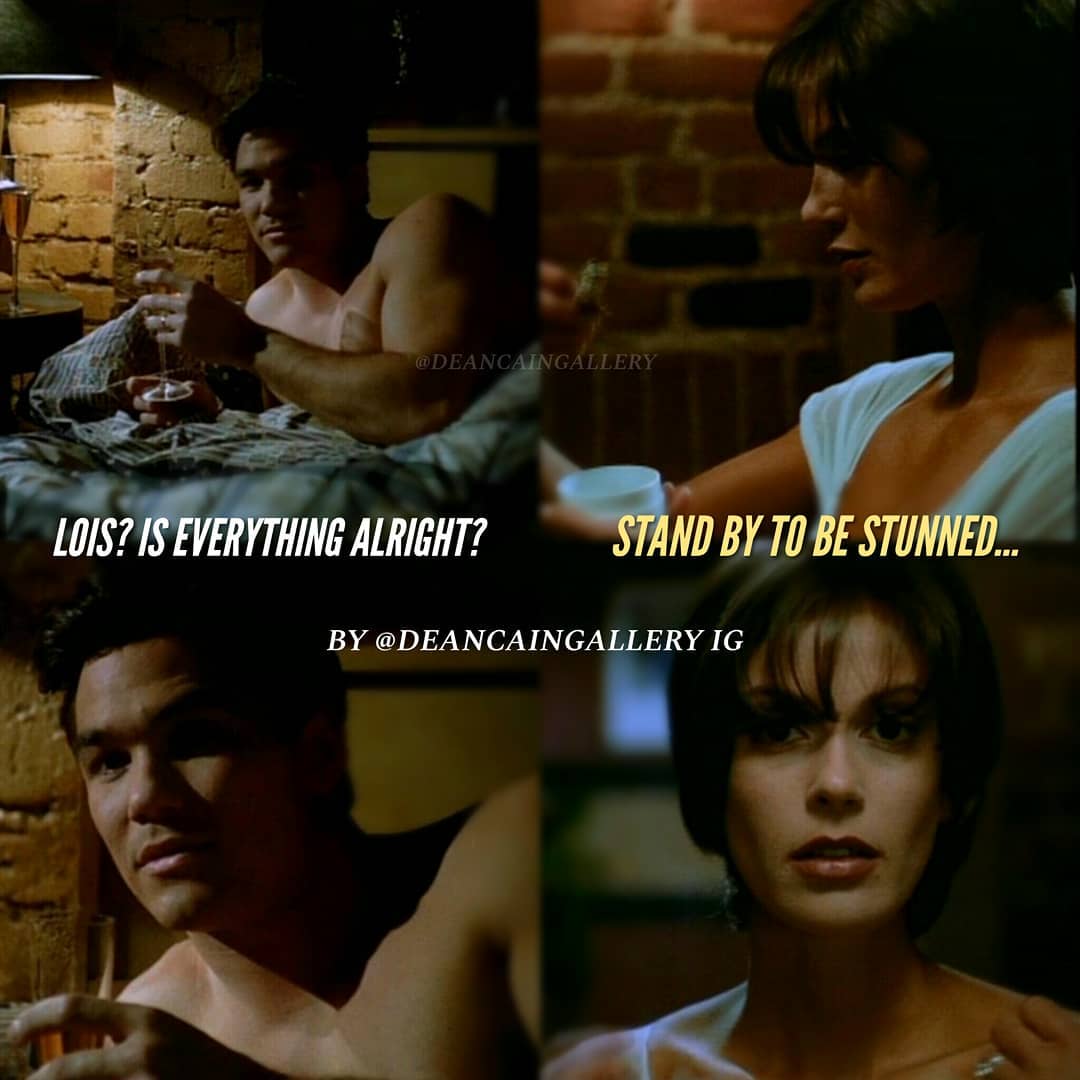 @DEANCAINGALLERY
LOIS? IS EVERYTHING ALRIGHT?
STAND BY TO BE STUNNED...
BY @DEANCAINGALLERY IG